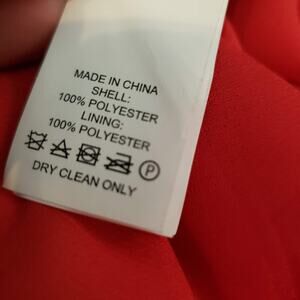 MADE IN CHINA
SHELL:
100% POLYESTER
LINING:
100% POLYESTER
P
DRY CLEAN ONLY